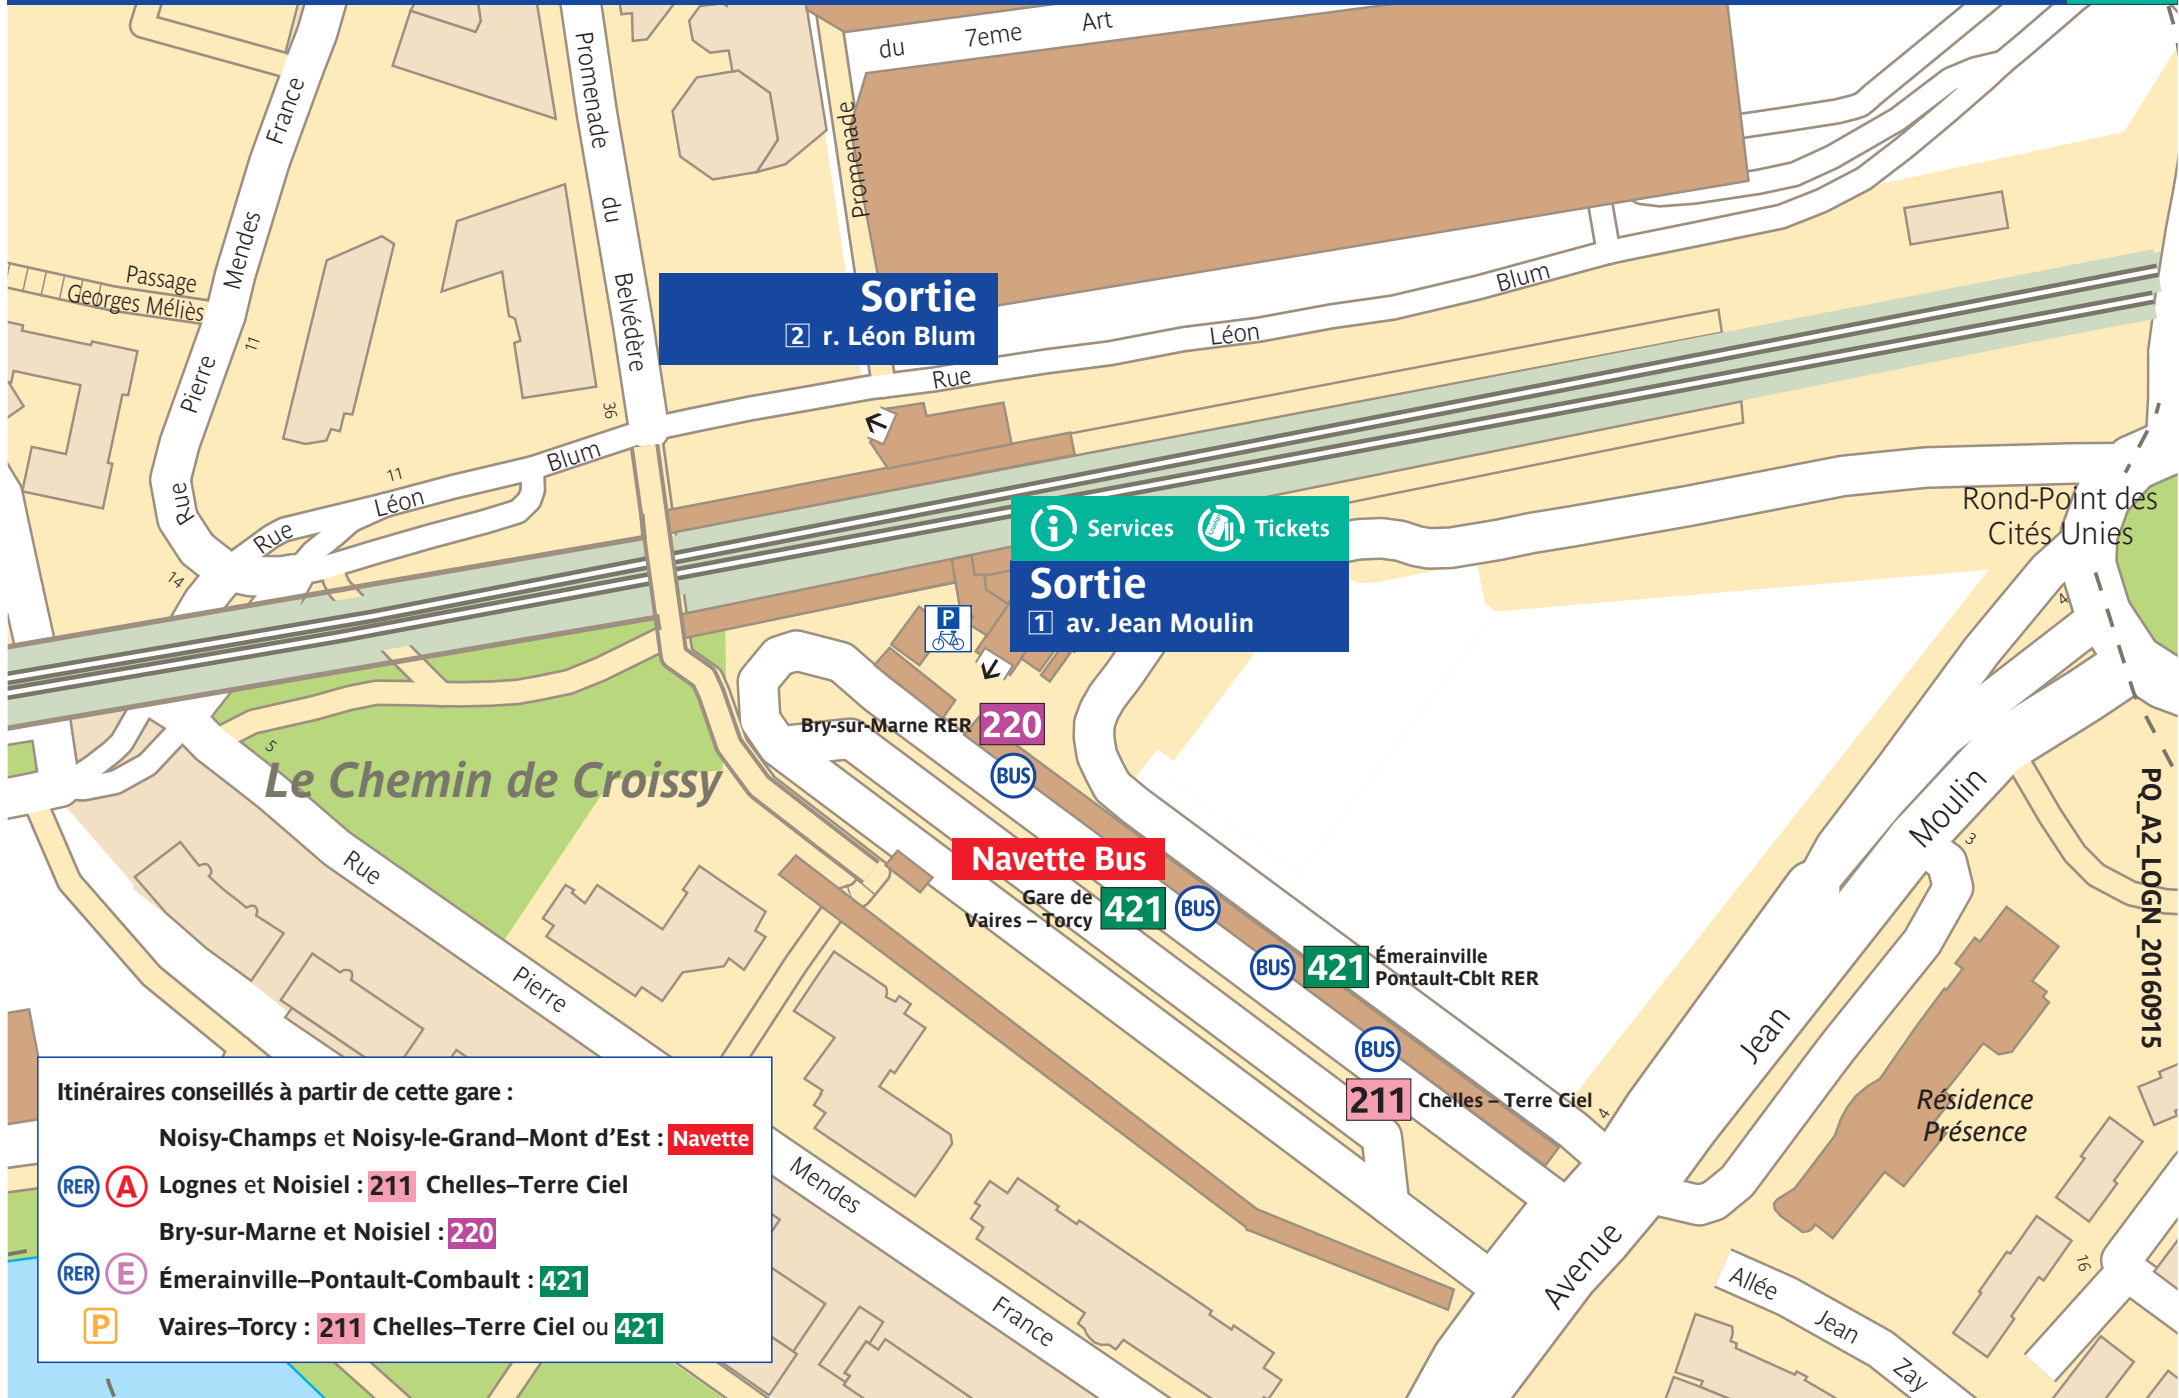 du 7eme Art
Promenade
Promenade du Belvédère
Rue Pierre Mendes France
Passage
Georges Méliès
11
36
11
14
Sortie
2 r. Léon Blum
Rue Léon Blum
Rue Léon Blum
Services Tickets
Sortie
1 av. Jean Moulin
P
Rond-Point des
Cités Unies
4
5
Le Chemin de Croissy
Bry-sur-Marne RER 220
BUS
Navette Bus
Gare de
Vaires – Torcy
421 BUS
BUS 421
Émerainville
Pontault-Cblt RER
BUS
211 Chelles – Terre Ciel
4
3
Avenue Jean Moulin
PQ_A2_LOGN_20160915
Résidence
Présence
16
Allée Jean Zay
Rue Pierre Mendes France
Itinéraires conseillés à partir de cette gare :
Noisy-Champs et Noisy-le-Grand–Mont d'Est : Navette
RER A Lognes et Noisiel : 211 Chelles–Terre Ciel
Bry-sur-Marne et Noisiel : 220
RER E Émerainville–Pontault-Combault : 421
P Vaires–Torcy : 211 Chelles–Terre Ciel ou 421